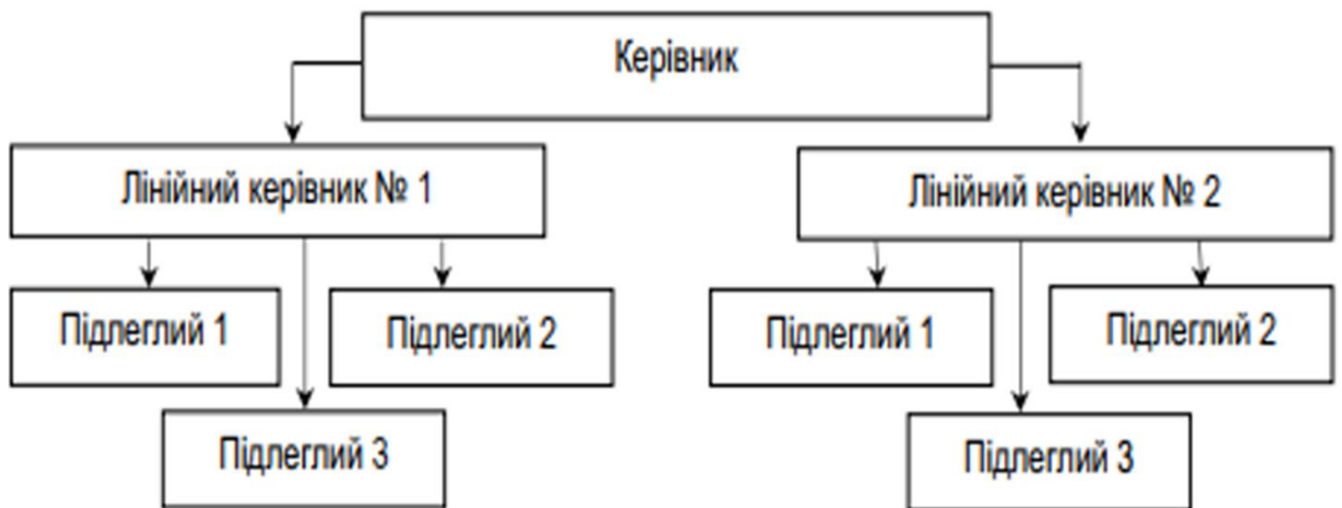 Керівник
Лінійний керівник № 1
Лінійний керівник № 2
Підлеглий 1
Підлеглий 2
Підлеглий 1
Підлеглий 2
Підлеглий 3
Підлеглий 3